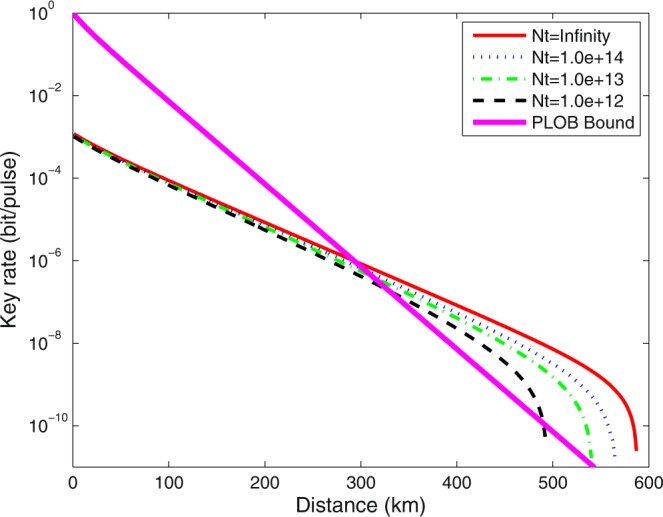 10^0
10^-2
10^-4
10^-6
10^-8
10^-10
Key rate (bit/pulse)
Nt=Infinity
Nt=1.0e+14
Nt=1.0e+13
Nt=1.0e+12
PLOB Bound
0 100 200 300 400 500 600
Distance (km)